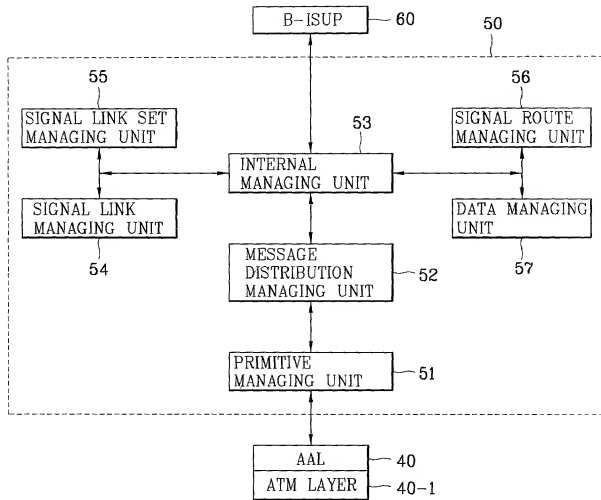 B-ISUP
60
50
55
56
SIGNAL LINK SET
MANAGING UNIT
53
SIGNAL ROUTE
MANAGING UNIT
INTERNAL
MANAGING UNIT
SIGNAL LINK
MANAGING UNIT
54
DATA MANAGING
UNIT
57
MESSAGE
DISTRIBUTION
MANAGING UNIT
52
PRIMITIVE
MANAGING UNIT
51
AAL
40
ATM LAYER
40-1